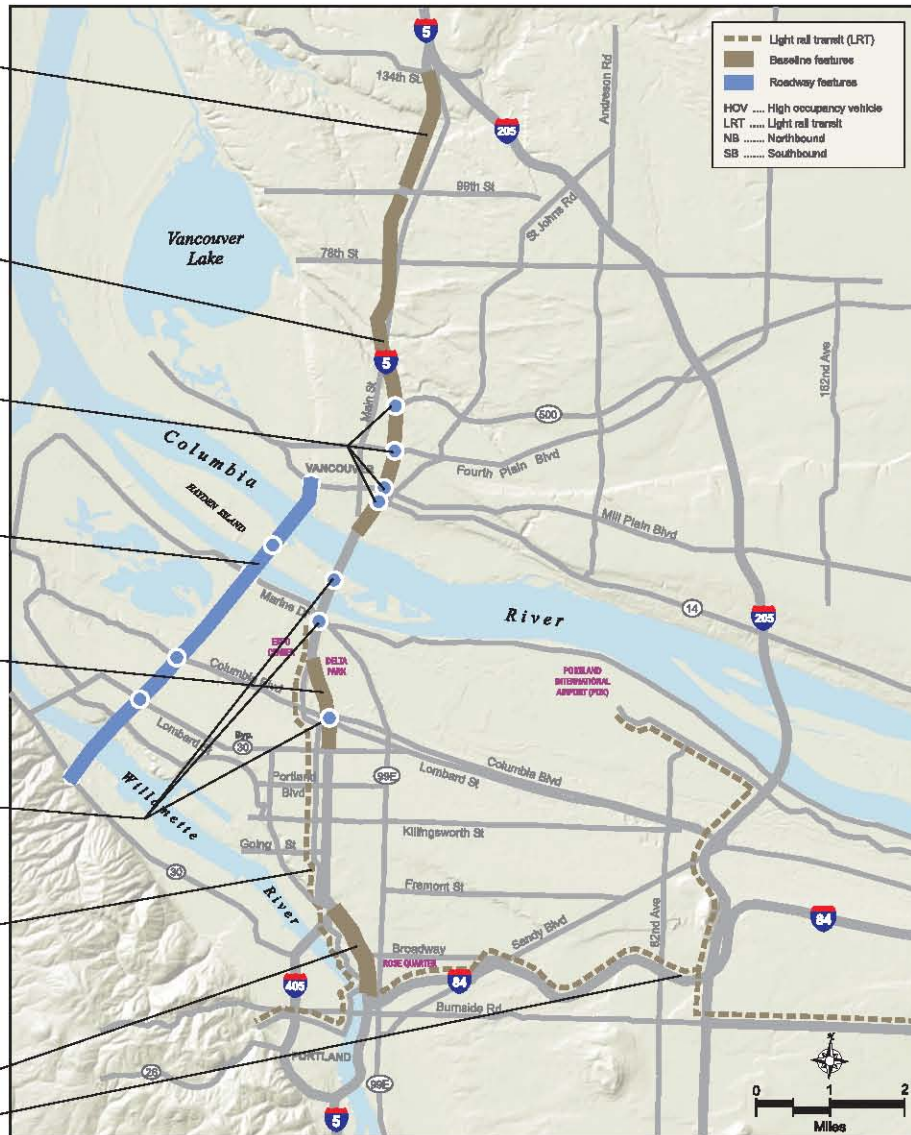 5
134th St.
Andreson Rd
Light rail transit (LRT)
Baseline features
Roadway features
HOV .... High occupancy vehicle
LRT ..... Light rail transit
NB ....... Northbound
SB ....... Southbound
205
99th St
St Johns Rd
Vancouver
Lake
78th St
5
Main St
162nd Ave
500
Columbia
VANCOUVER
Fourth Plain Blvd
HAYDEN ISLAND
Mill Plain Blvd
14
River
205
Marine D
EXPO
CENTER
DELTA
PARK
PORTLAND
INTERNATIONAL
AIRPORT (PDX)
Columbia Blvd
Lombard St
Byp.
30
Willamette
Portland
Blvd
99E
Lombard St
Columbia Blvd
Killingsworth St
Going St
30
River
Fremont St
82nd Ave
Sandy Blvd
84
Broadway
ROSE QUARTER
405
84
Burnside Rd
PORTLAND
26
99E
5
N
0 1 2
Miles